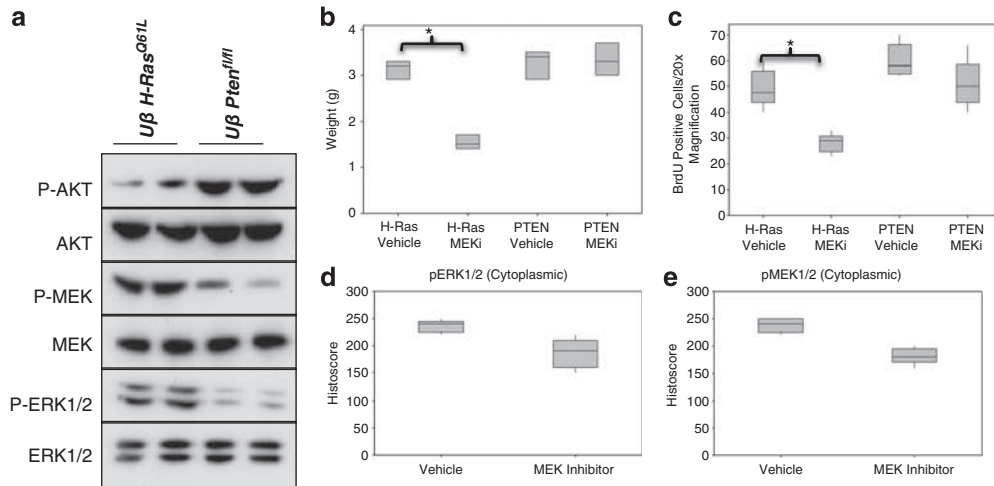 a
Uβ H-RasQ61L
Uβ Ptenfl/fl
P-AKT
AKT
P-MEK
MEK
P-ERK1/2
ERK1/2
b
4
3
2
1
0
Weight (g)
*
H-Ras
Vehicle
H-Ras
MEKi
PTEN
Vehicle
PTEN
MEKi
c
70
60
50
40
30
20
10
0
BrdU Positive Cells/20x
Magnification
*
H-Ras
Vehicle
H-Ras
MEKi
PTEN
Vehicle
PTEN
MEKi
d
pERK1/2 (Cytoplasmic)
300
250
200
150
100
50
0
Histoscore
Vehicle
MEK Inhibitor
e
pMEK1/2 (Cytoplasmic)
300
250
200
150
100
50
0
Histoscore
Vehicle
MEK Inhibitor